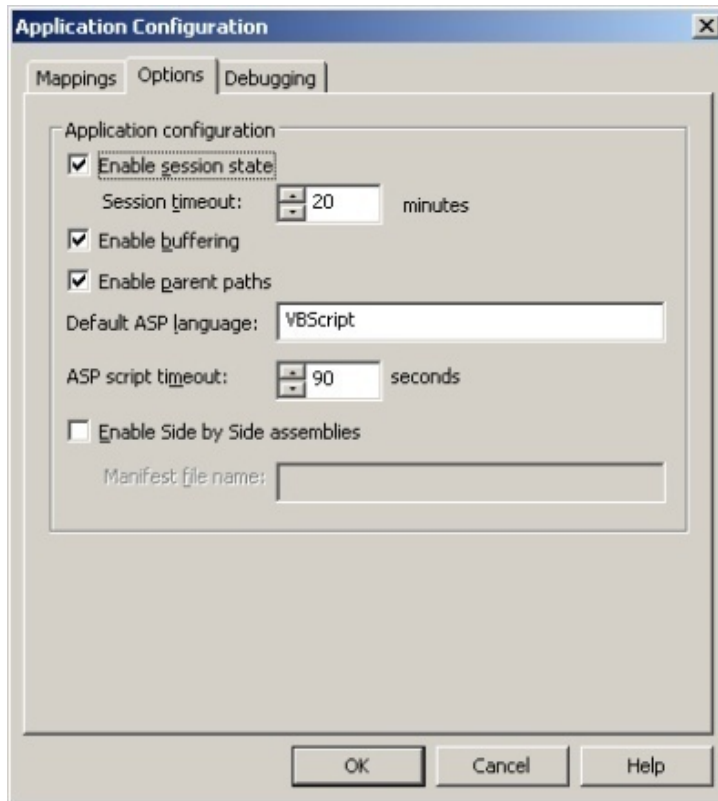 Application Configuration
Mappings Options Debugging
Application configuration
Enable session state
Session timeout: 20 minutes
Enable buffering
Enable parent paths
Default ASP language: VBScript
ASP script timeout: 90 seconds
Enable Side by Side assemblies
Manifest file name:
OK Cancel Help